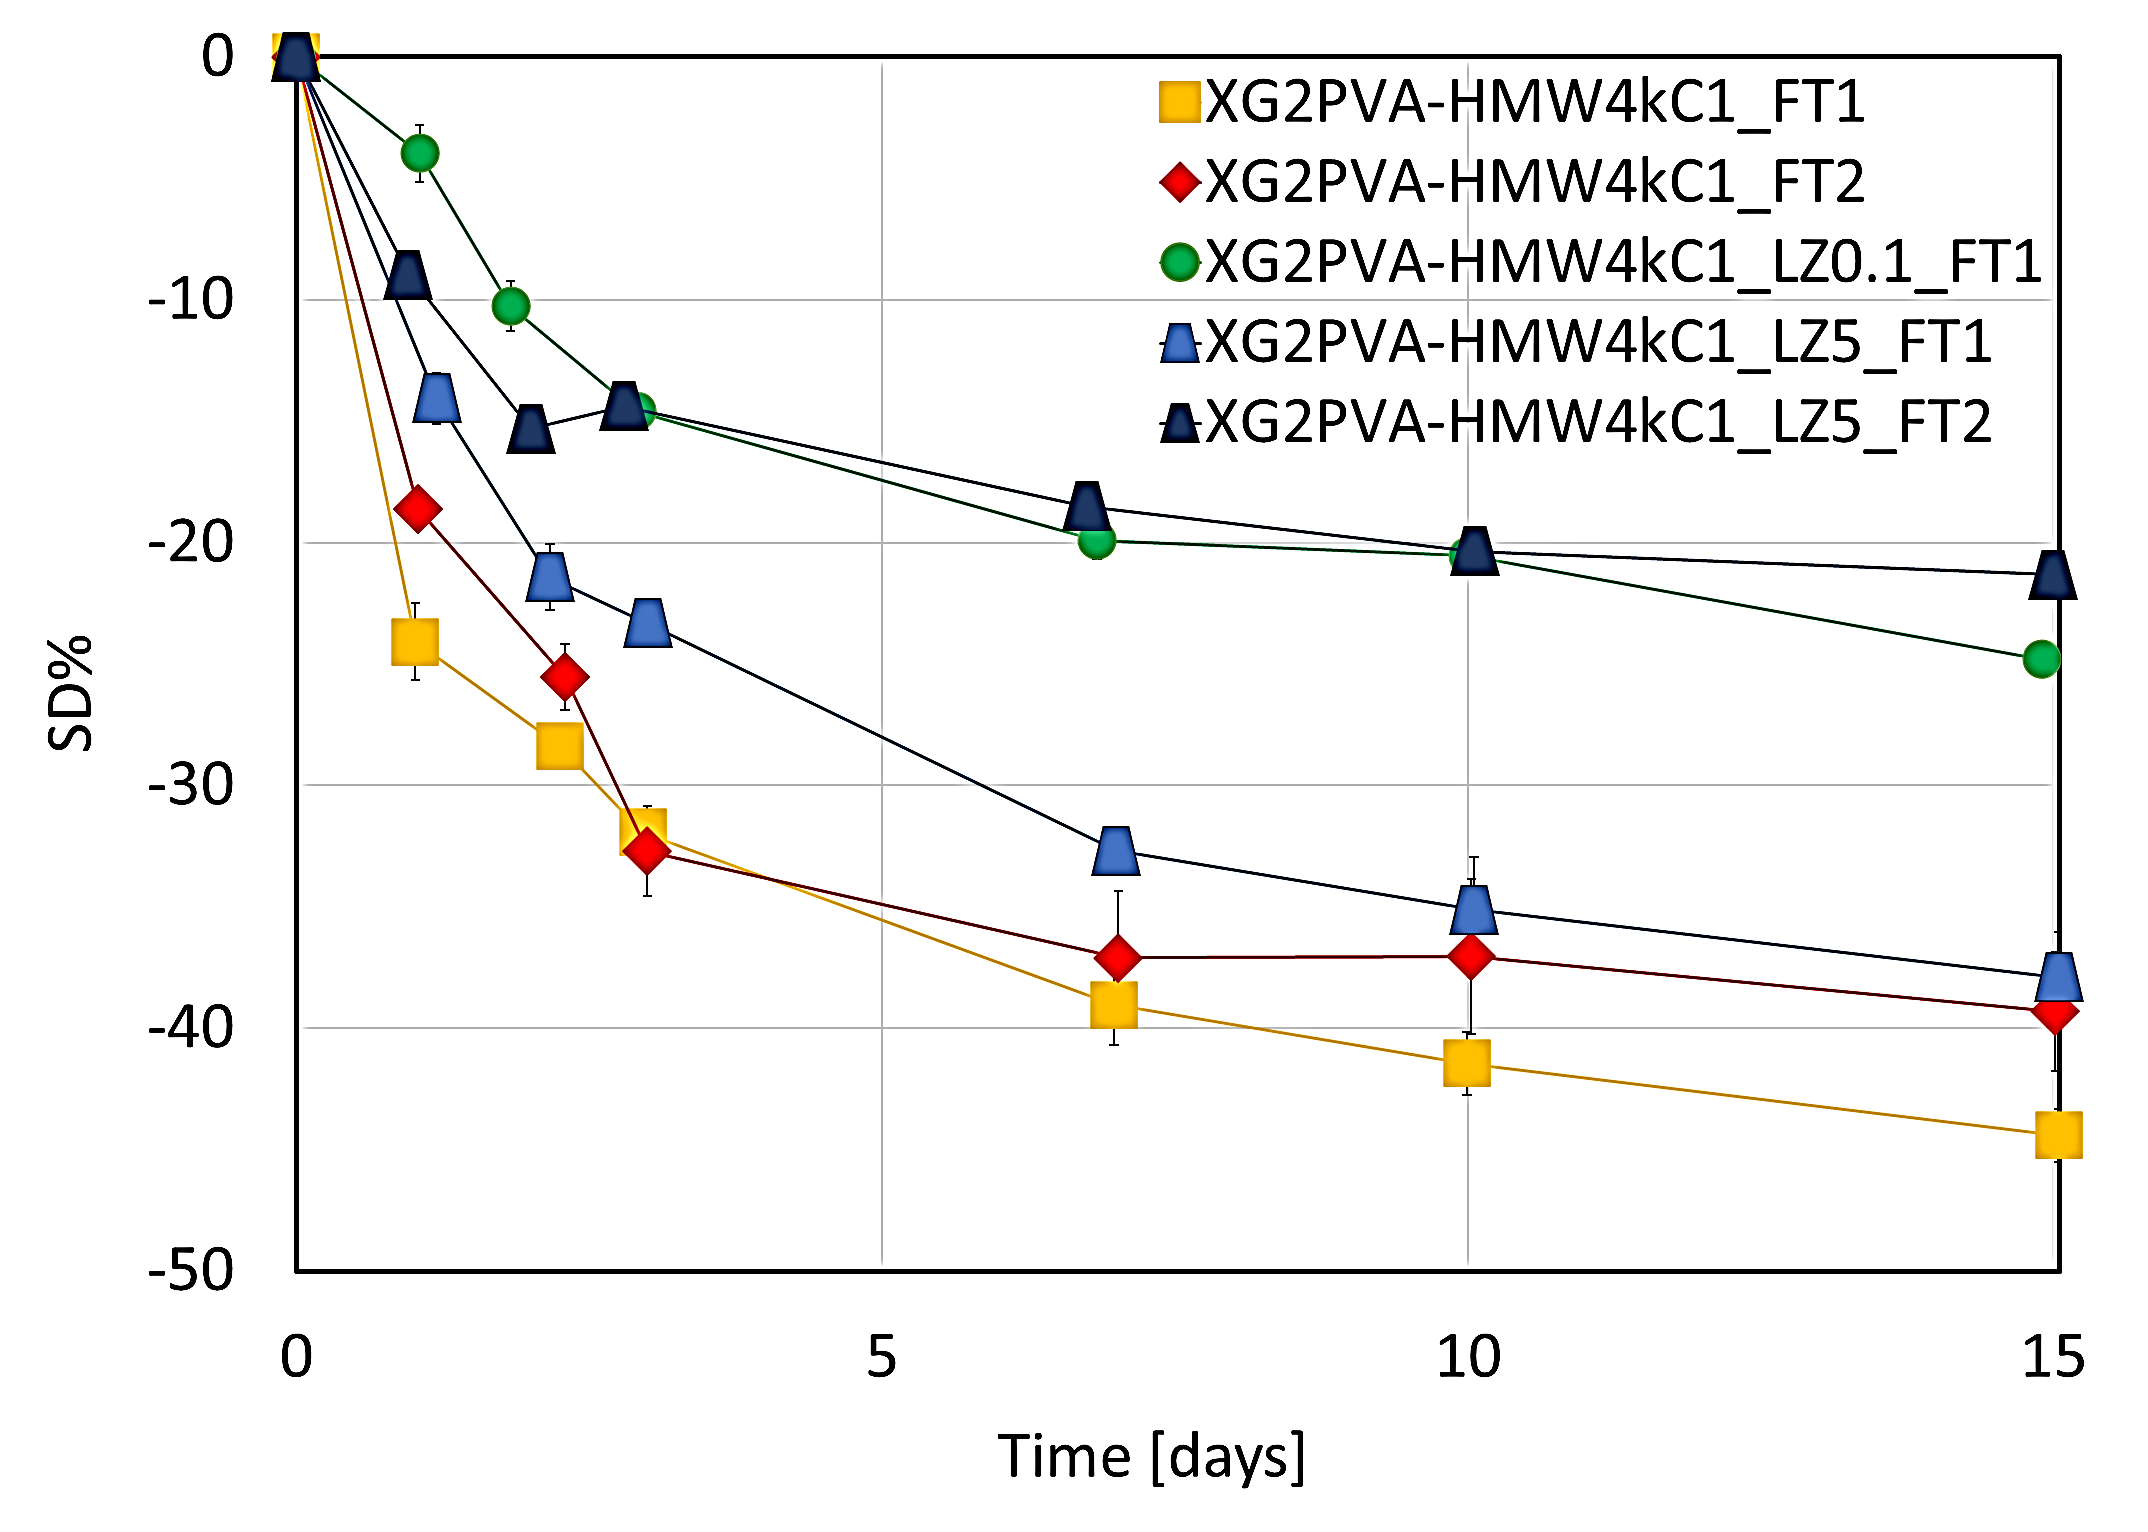 0
-10
-20
-30
-40
-50
SD%
XG2PVA-HMW4kC1_FT1
XG2PVA-HMW4kC1_FT2
XG2PVA-HMW4kC1_LZ0.1_FT1
XG2PVA-HMW4kC1_LZ5_FT1
XG2PVA-HMW4kC1_LZ5_FT2
0 5 10 15
Time [days]